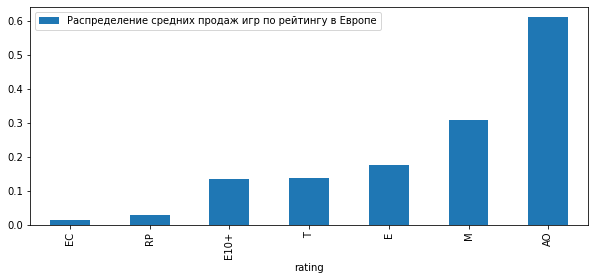 Распределение средних продаж игр по рейтингу в Европе
0.6
0.5
0.4
0.3
0.2
0.1
0.0
EC
RP
E10+
T
E
M
AO
rating